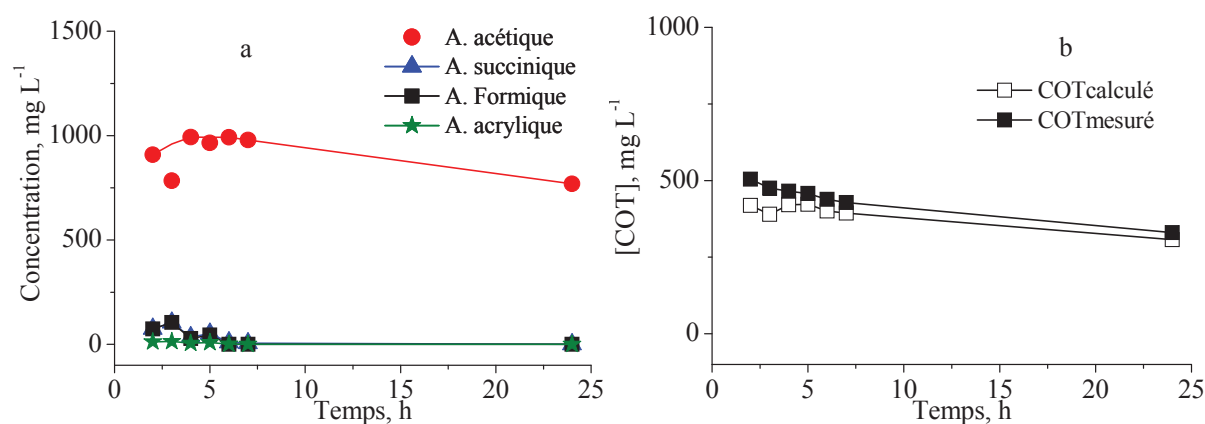 a
A. acétique
A. succinique
A. Formique
A. acrylique
Concentration, mg L-1
1500
1000
500
0
0 5 10 15 20 25
Temps, h
b
COTcalculé
COTmesuré
[COT], mg L-1
1000
500
0
0 5 10 15 20 25
Temps, h